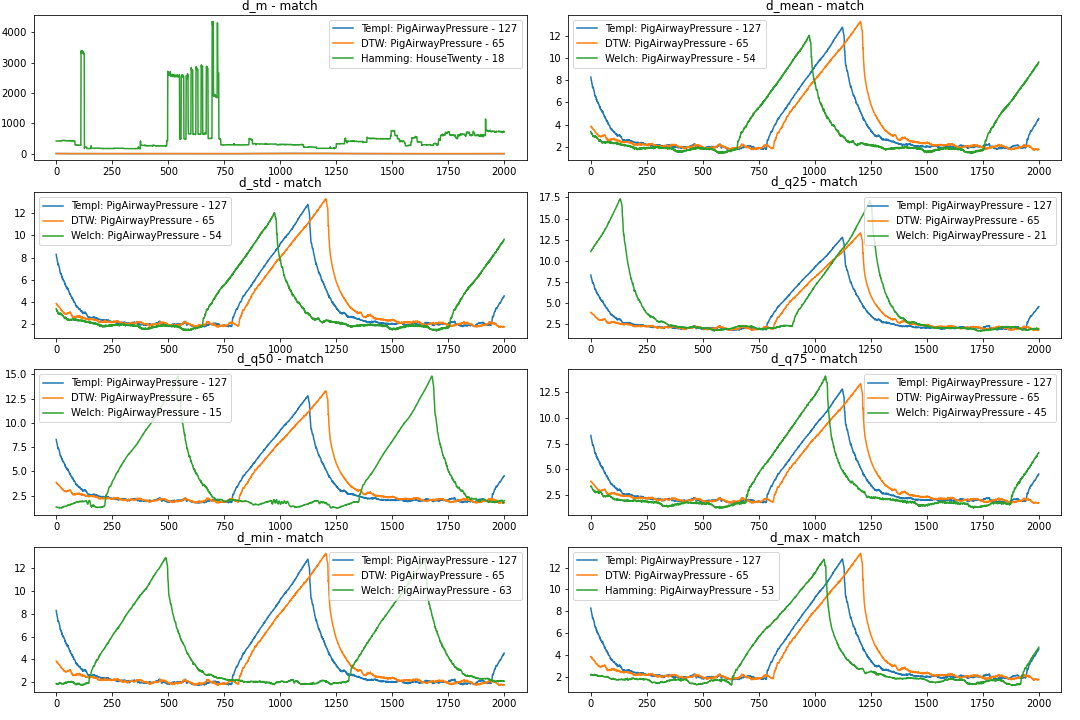 d_m - match
4000
3000
2000
1000
0
Templ: PigAirwayPressure - 127
DTW: PigAirwayPressure - 65
Hamming: HouseTwenty - 18
0 250 500 750 1000 1250 1500 1750 2000
d_mean - match
12
10
8
6
4
2
Templ: PigAirwayPressure - 127
DTW: PigAirwayPressure - 65
Welch: PigAirwayPressure - 54
0 250 500 750 1000 1250 1500 1750 2000
d_std - match
12
10
8
6
4
2
Templ: PigAirwayPressure - 127
DTW: PigAirwayPressure - 65
Welch: PigAirwayPressure - 54
0 250 500 750 1000 1250 1500 1750 2000
d_q25 - match
17.5
15.0
12.5
10.0
7.5
5.0
2.5
Templ: PigAirwayPressure - 127
DTW: PigAirwayPressure - 65
Welch: PigAirwayPressure - 21
0 250 500 750 1000 1250 1500 1750 2000
d_q50 - match
15.0
12.5
10.0
7.5
5.0
2.5
Templ: PigAirwayPressure - 127
DTW: PigAirwayPressure - 65
Welch: PigAirwayPressure - 15
0 250 500 750 1000 1250 1500 1750 2000
d_q75 - match
12.5
10.0
7.5
5.0
2.5
Templ: PigAirwayPressure - 127
DTW: PigAirwayPressure - 65
Welch: PigAirwayPressure - 45
0 250 500 750 1000 1250 1500 1750 2000
d_min - match
12
10
8
6
4
2
Templ: PigAirwayPressure - 127
DTW: PigAirwayPressure - 65
Welch: PigAirwayPressure - 63
0 250 500 750 1000 1250 1500 1750 2000
d_max - match
12
10
8
6
4
2
Templ: PigAirwayPressure - 127
DTW: PigAirwayPressure - 65
Hamming: PigAirwayPressure - 53
0 250 500 750 1000 1250 1500 1750 2000